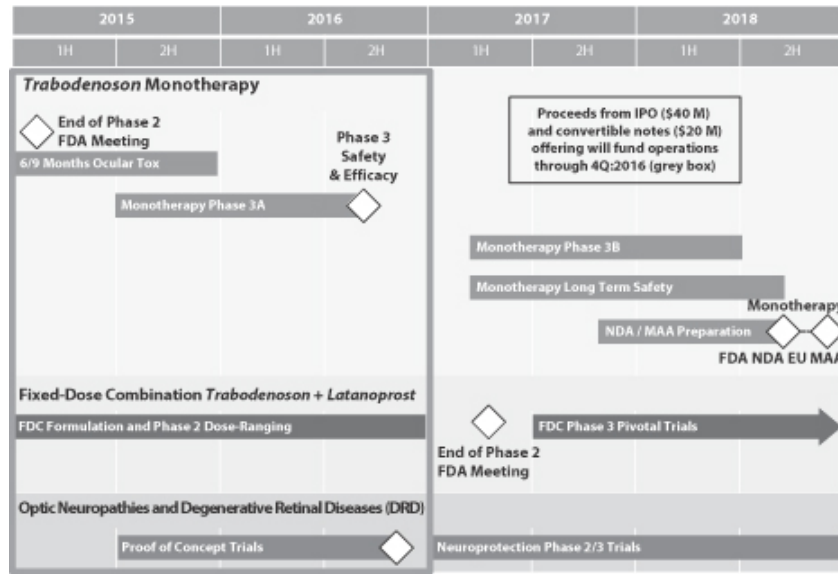 2015 2016 2017 2018
1H 2H 1H 2H 1H 2H 1H 2H
Trabodenoson Monotherapy
End of Phase 2
FDA Meeting
6/9 Months Ocular Tox
Monotherapy Phase 3A
Phase 3
Safety
& Efficacy
Proceeds from IPO ($40 M)
and convertible notes ($20 M)
offering will fund operations
through 4Q:2016 (grey box)
Monotherapy Phase 3B
Monotherapy Long Term Safety
Monotherapy
NDA / MAA Preparation
FDA NDA EU MAA
Fixed-Dose Combination Trabodenoson + Latanoprost
FDC Formulation and Phase 2 Dose-Ranging
FDC Phase 3 Pivotal Trials
End of Phase 2
FDA Meeting
Optic Neuropathies and Degenerative Retinal Diseases (DRD)
Proof of Concept Trials
Neuroprotection Phase 2/3 Trials